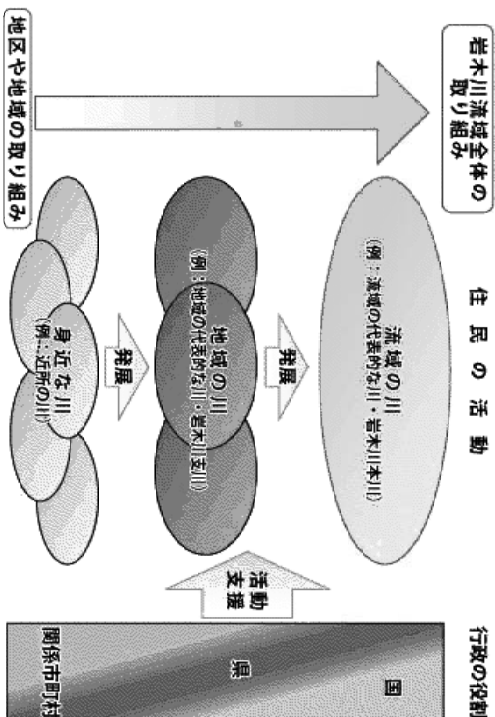 住民の活動
行政の役割
岩木川流域全体の
取り組み
流域の川
(例：流域の代表的な川・岩木川本川)
国
発展
地域の川
(例：地域の代表的な川・岩木川支川)
活動
支援
県
発展
身近な川
(例：近所の川)
関係市町村
地区や地域の取り組み